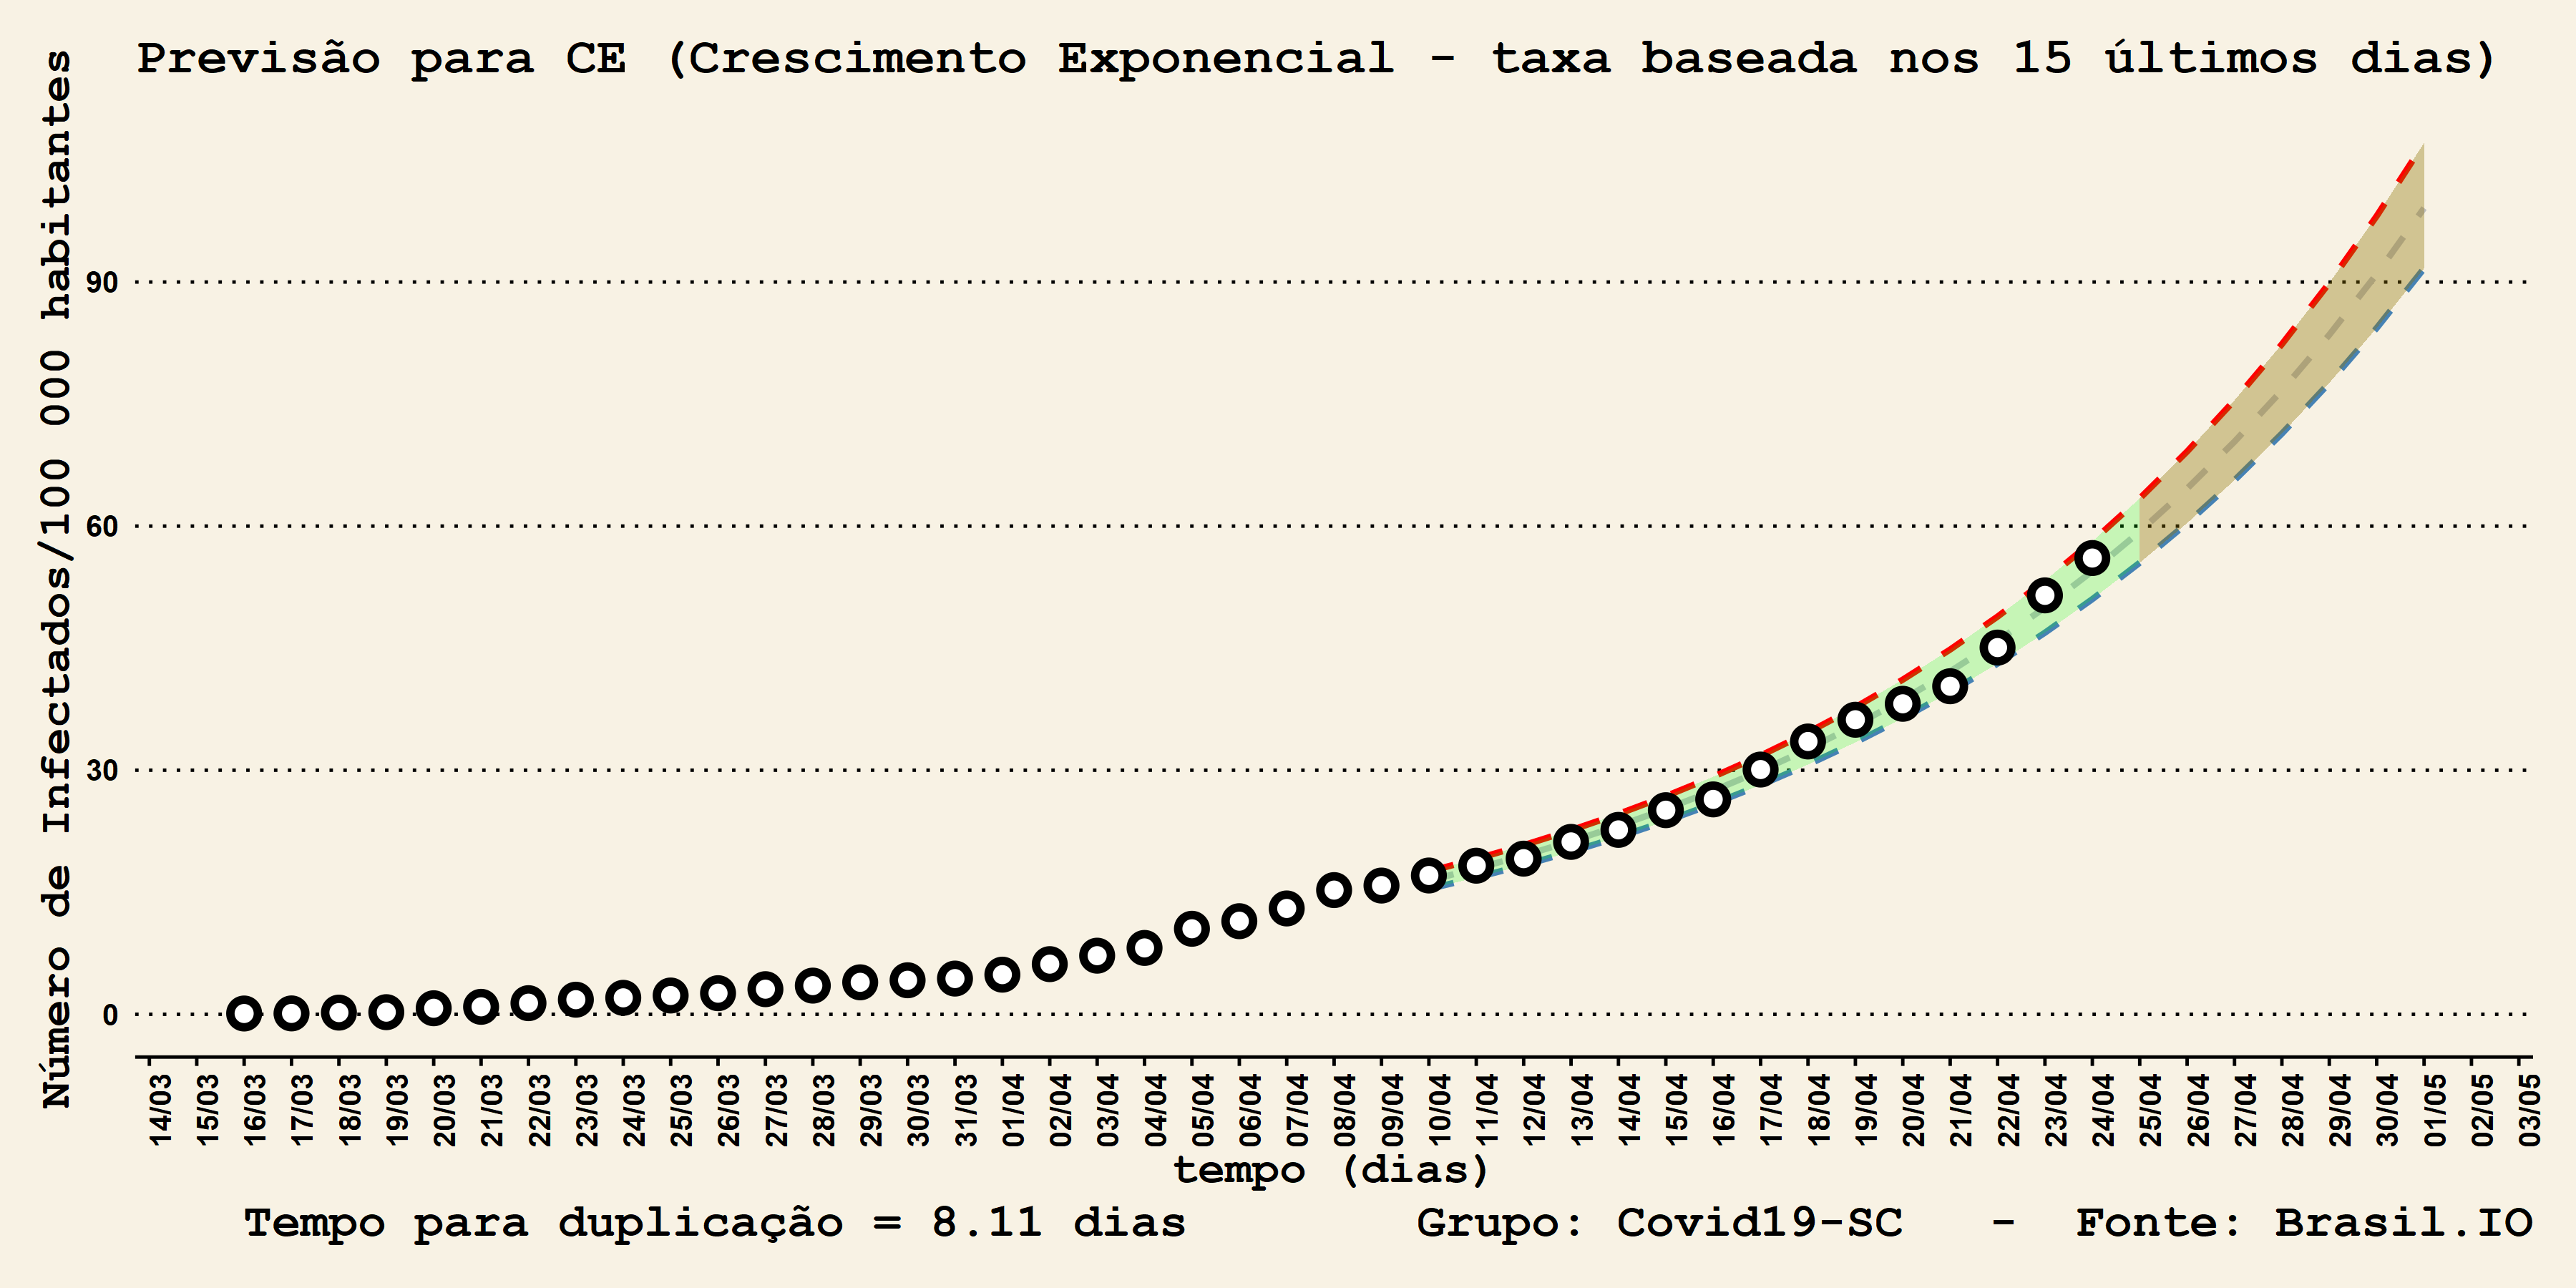 Previsão para CE (Crescimento Exponencial - taxa baseada nos 15 últimos dias)
Número de Infectados/100 000 habitantes
90
60
30
0
14/03 15/03 16/03 17/03 18/03 19/03 20/03 21/03 22/03 23/03 24/03 25/03 26/03 27/03 28/03 29/03 30/03 31/03 01/04 02/04 03/04 04/04 05/04 06/04 07/04 08/04 09/04 10/04 11/04 12/04 13/04 14/04 15/04 16/04 17/04 18/04 19/04 20/04 21/04 22/04 23/04 24/04 25/04 26/04 27/04 28/04 29/04 30/04 01/05 02/05 03/05
tempo (dias)
Tempo para duplicação = 8.11 dias Grupo: Covid19-SC - Fonte: Brasil.IO